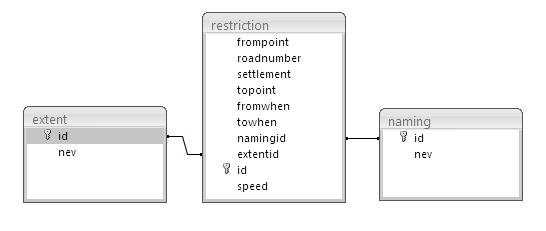 extent
id
nev
restriction
frompoint
roadnumber
settlement
topoint
fromwhen
towhen
namingid
extentid
id
speed
naming
id
nev